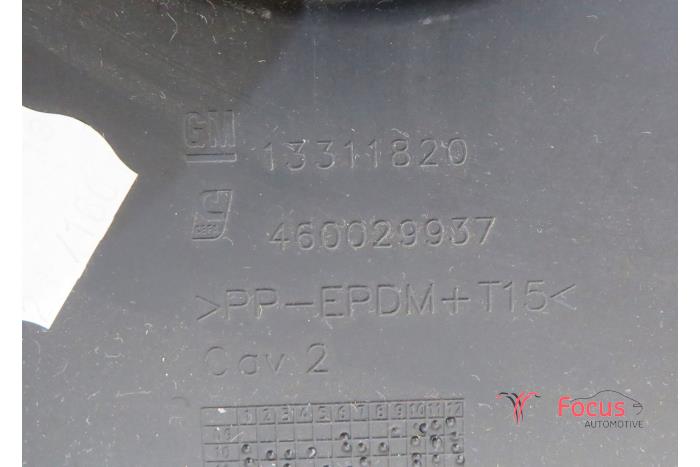 GM 13311820
460029937
>PP-EPDM+T15<
Cav 2
1 2 3 4 5 6 7 8 9 10 11 12
Focus
AUTOMOTIVE